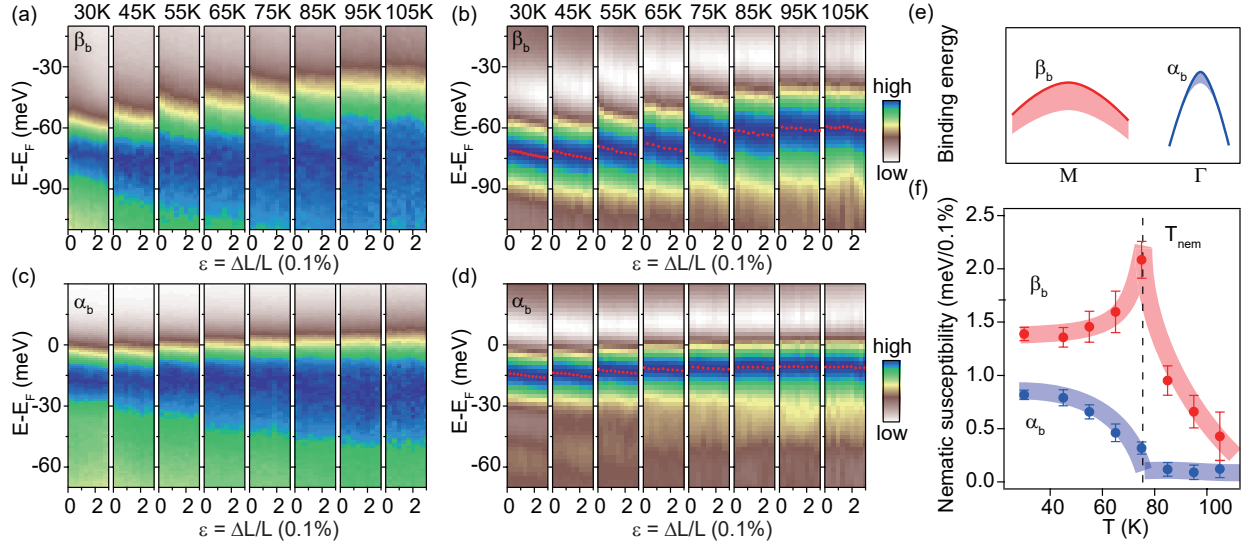 (a) 30K 45K 55K 65K 75K 85K 95K 105K
β_b
E-E_F (meV)
-30
-60
-90
0 2 0 2 0 2 0 2 0 2 0 2 0 2 0 2
ε = ΔL/L (0.1%)
(b) 30K 45K 55K 65K 75K 85K 95K 105K
β_b
E-E_F (meV)
-30
-60
-90
0 2 0 2 0 2 0 2 0 2 0 2 0 2 0 2
ε = ΔL/L (0.1%)
high
low
(c)
α_b
E-E_F (meV)
0
-30
-60
0 2 0 2 0 2 0 2 0 2 0 2 0 2 0 2
ε = ΔL/L (0.1%)
(d)
α_b
E-E_F (meV)
0
-30
-60
0 2 0 2 0 2 0 2 0 2 0 2 0 2 0 2
ε = ΔL/L (0.1%)
high
low
(e)
Binding energy
β_b
α_b
M
Γ
(f)
Nematic susceptibility (meV/0.1%)
2.5
2.0
1.5
1.0
0.5
0.0
T_nem
β_b
α_b
40 60 80 100
T (K)